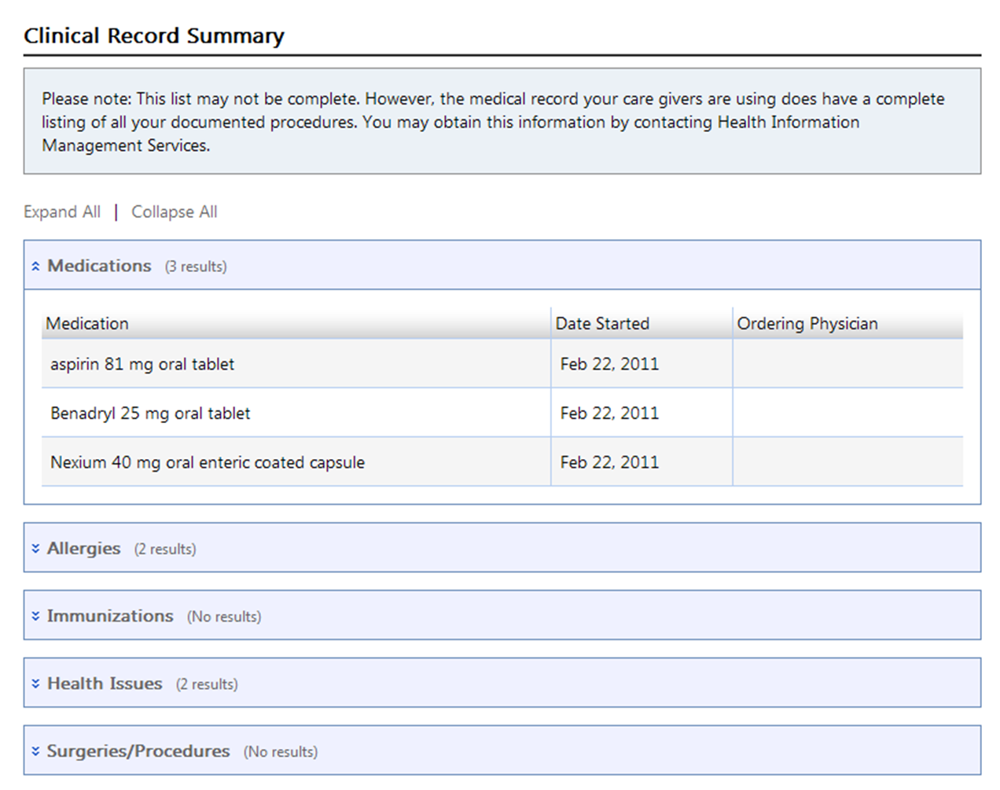 Clinical Record Summary
Please note: This list may not be complete. However, the medical record your care givers are using does have a complete
listing of all your documented procedures. You may obtain this information by contacting Health Information
Management Services.
Expand All | Collapse All
Medications (3 results)
Medication Date Started Ordering Physician
aspirin 81 mg oral tablet Feb 22, 2011
Benadryl 25 mg oral tablet Feb 22, 2011
Nexium 40 mg oral enteric coated capsule Feb 22, 2011
Allergies (2 results)
Immunizations (No results)
Health Issues (2 results)
Surgeries/Procedures (No results)